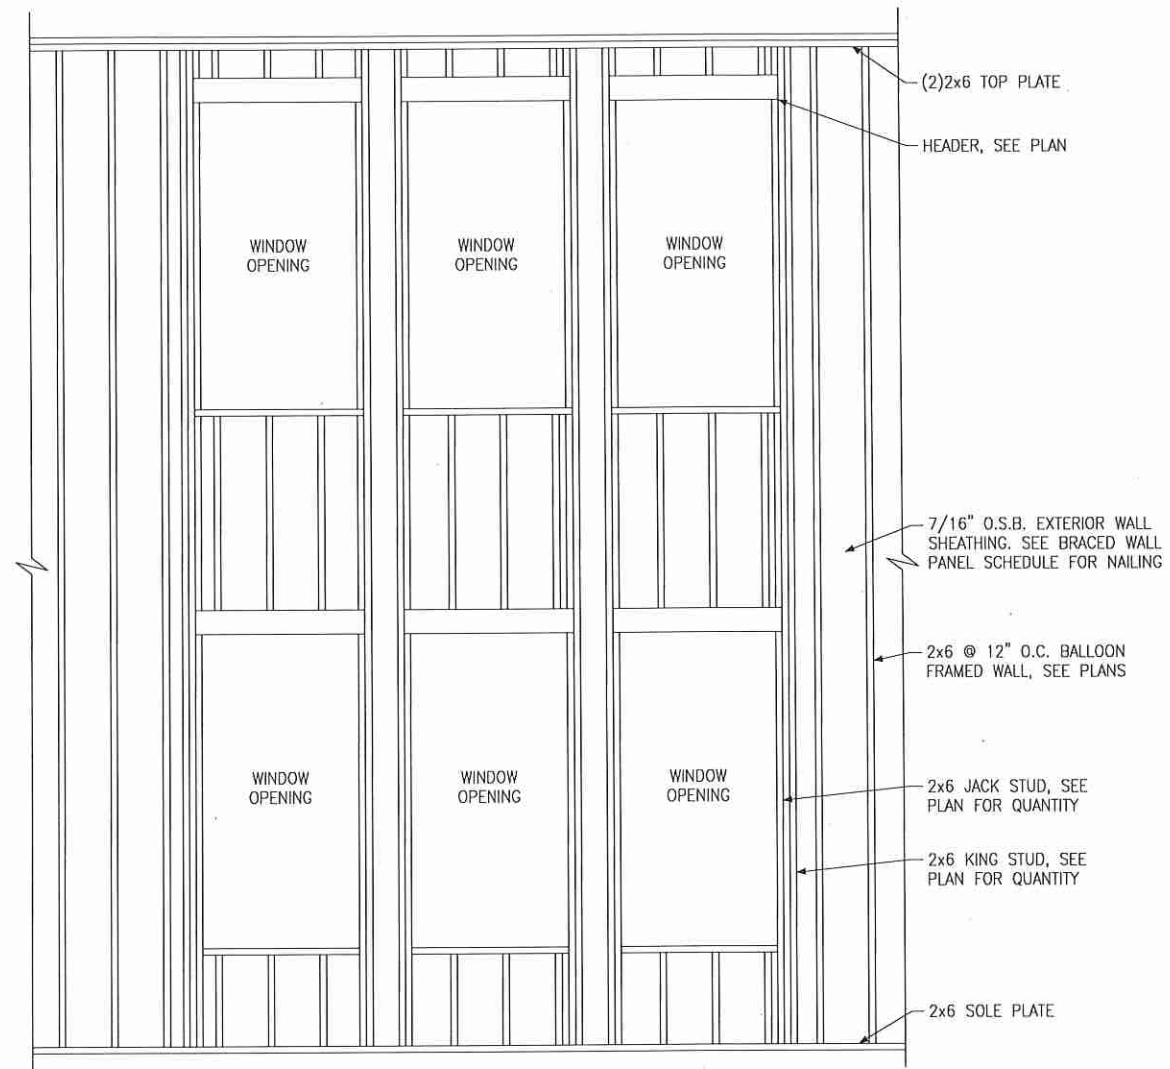 (2)2x6 TOP PLATE
HEADER, SEE PLAN
WINDOW
OPENING
WINDOW
OPENING
WINDOW
OPENING
7/16" O.S.B. EXTERIOR WALL
SHEATHING. SEE BRACED WALL
PANEL SCHEDULE FOR NAILING
2x6 @ 12" O.C. BALLOON
FRAMED WALL, SEE PLANS
WINDOW
OPENING
WINDOW
OPENING
WINDOW
OPENING
2x6 JACK STUD, SEE
PLAN FOR QUANTITY
2x6 KING STUD, SEE
PLAN FOR QUANTITY
2x6 SOLE PLATE